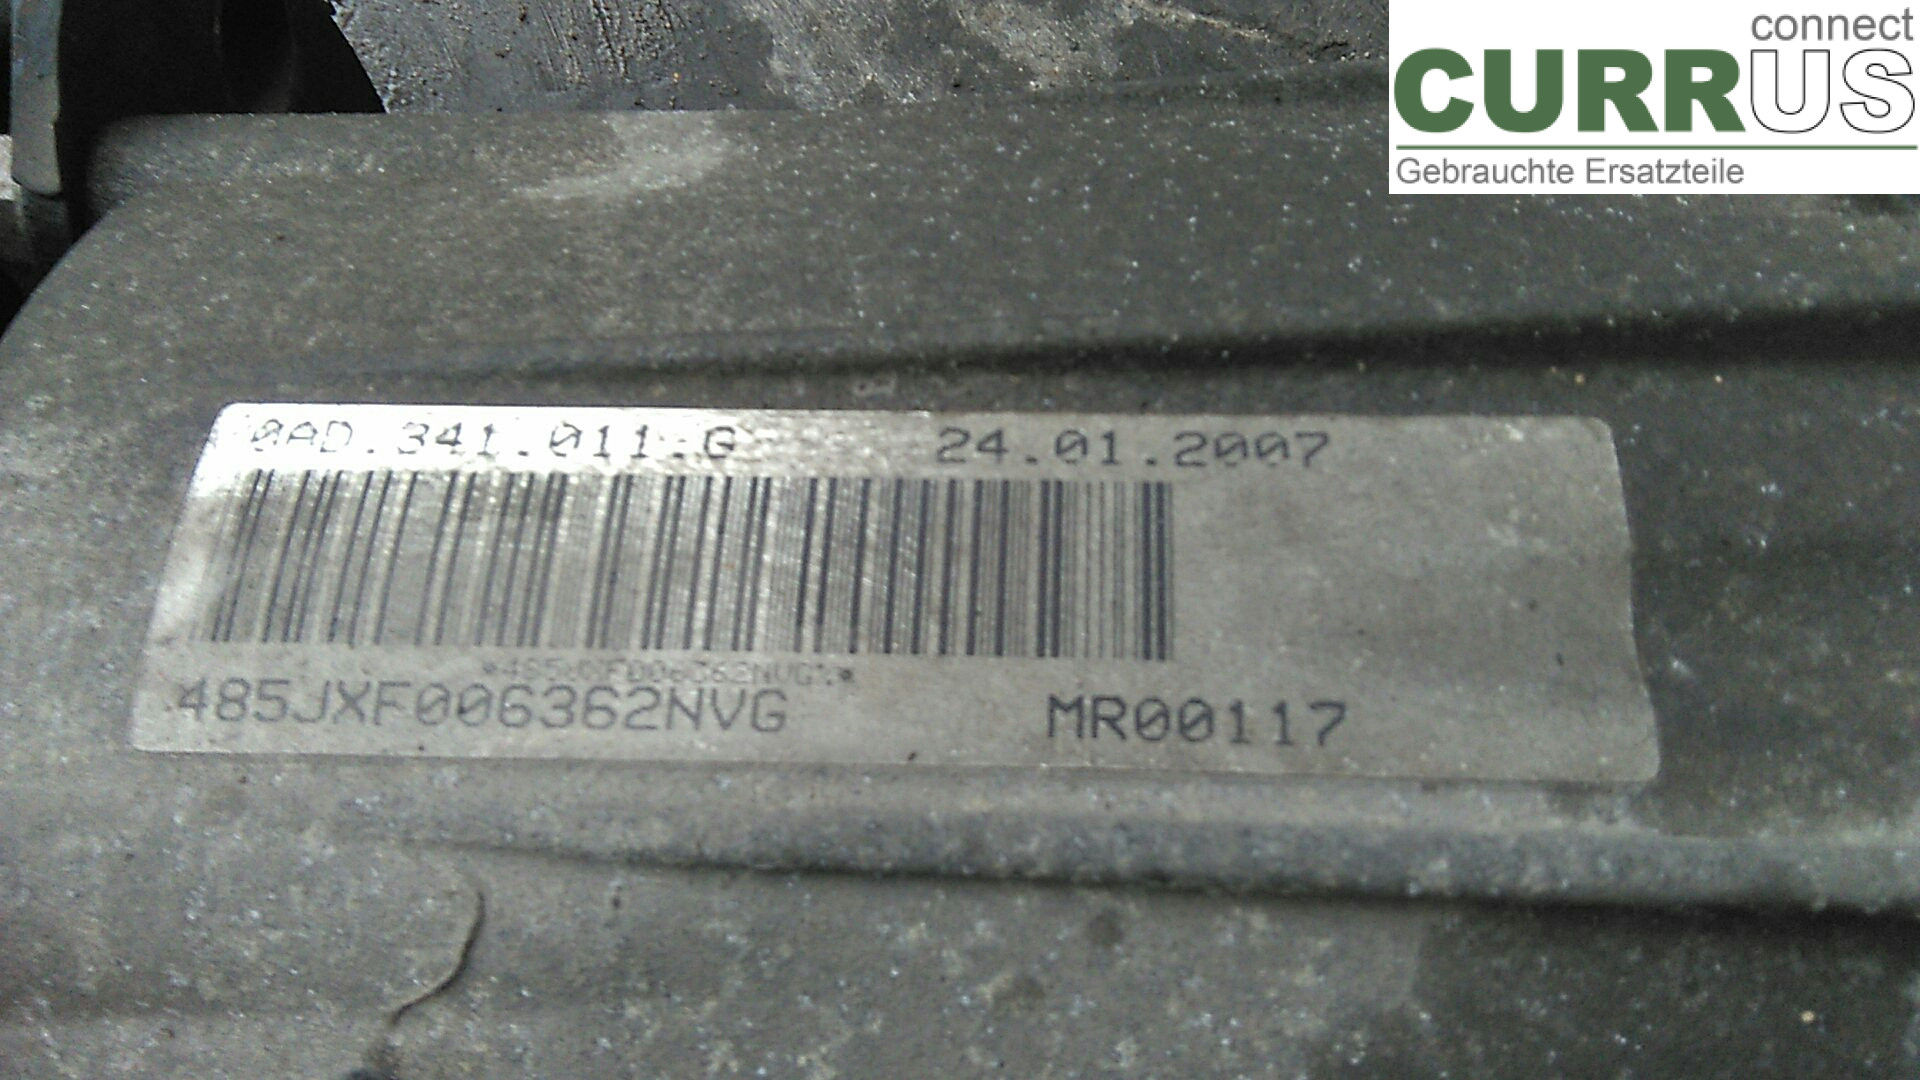 connect
CURRUS
Gebrauchte Ersatzteile
0AD.341.011.G 24.01.2007
485JXF006362NVG MR00117